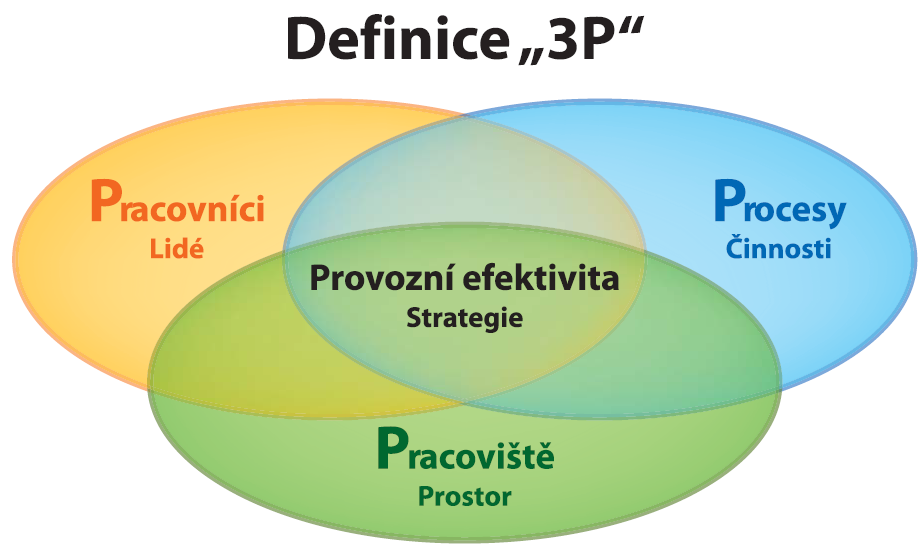 Definice „3P“
Pracovníci
Lidé
Procesy
Činnosti
Provozní efektivita
Strategie
Pracoviště
Prostor